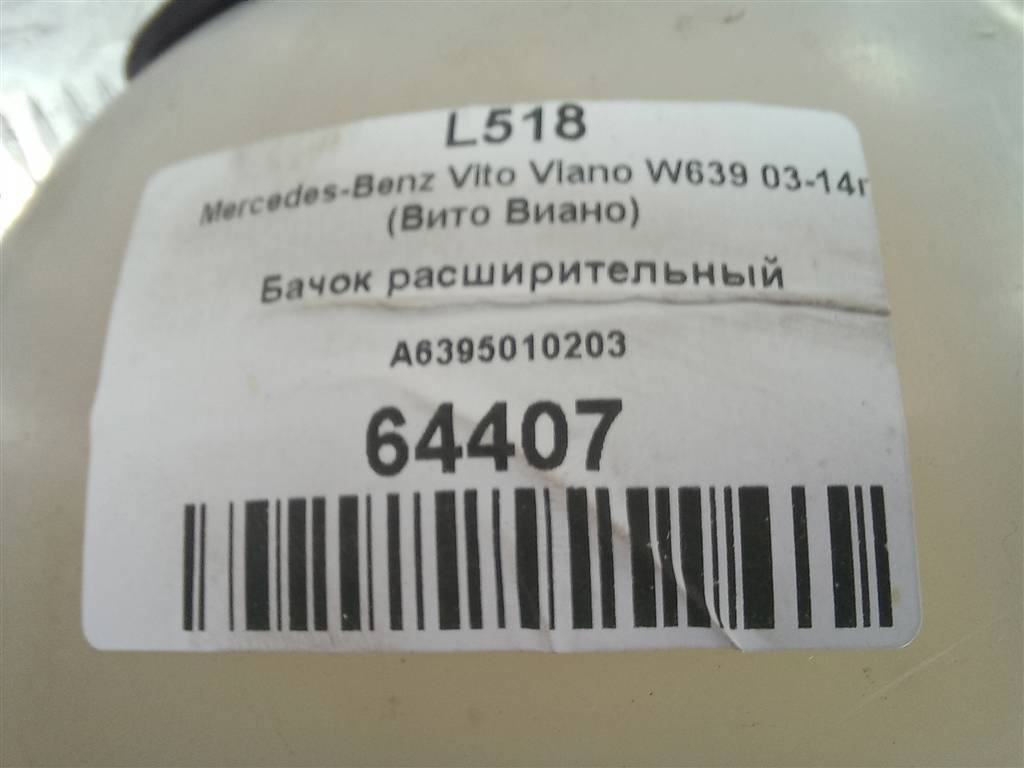 L518
Mercedes-Benz Vito Viano W639 03-14г
(Вито Виано)
Бачок расширительный
A6395010203
64407